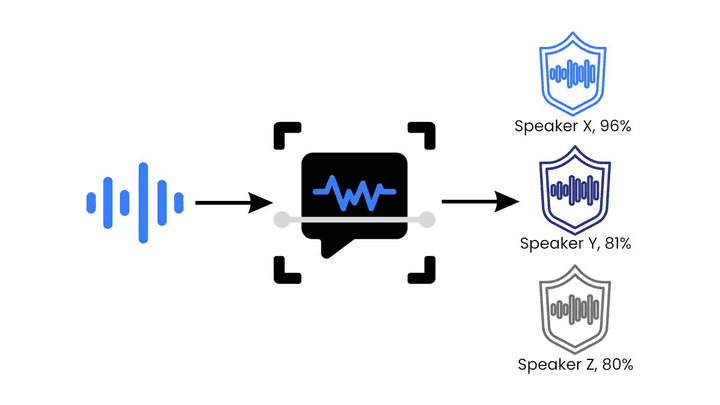 Speaker X, 96%
Speaker Y, 81%
Speaker Z, 80%